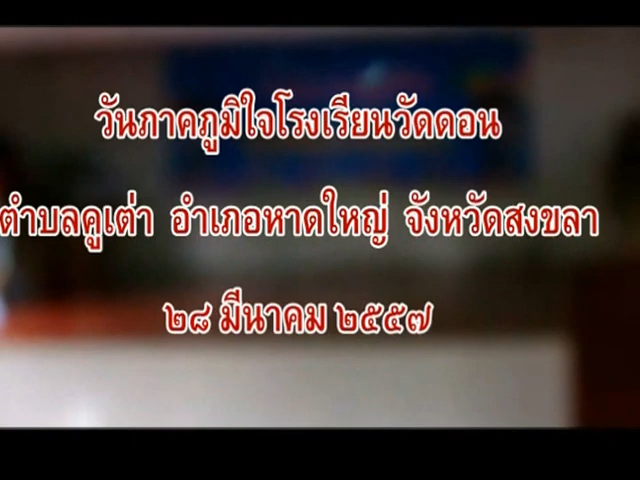 วันภาคภูมิใจโรงเรียนวัดดอน
ตำบลคูเต่า อำเภอหาดใหญ่ จังหวัดสงขลา
๒๘ มีนาคม ๒๕๕๗